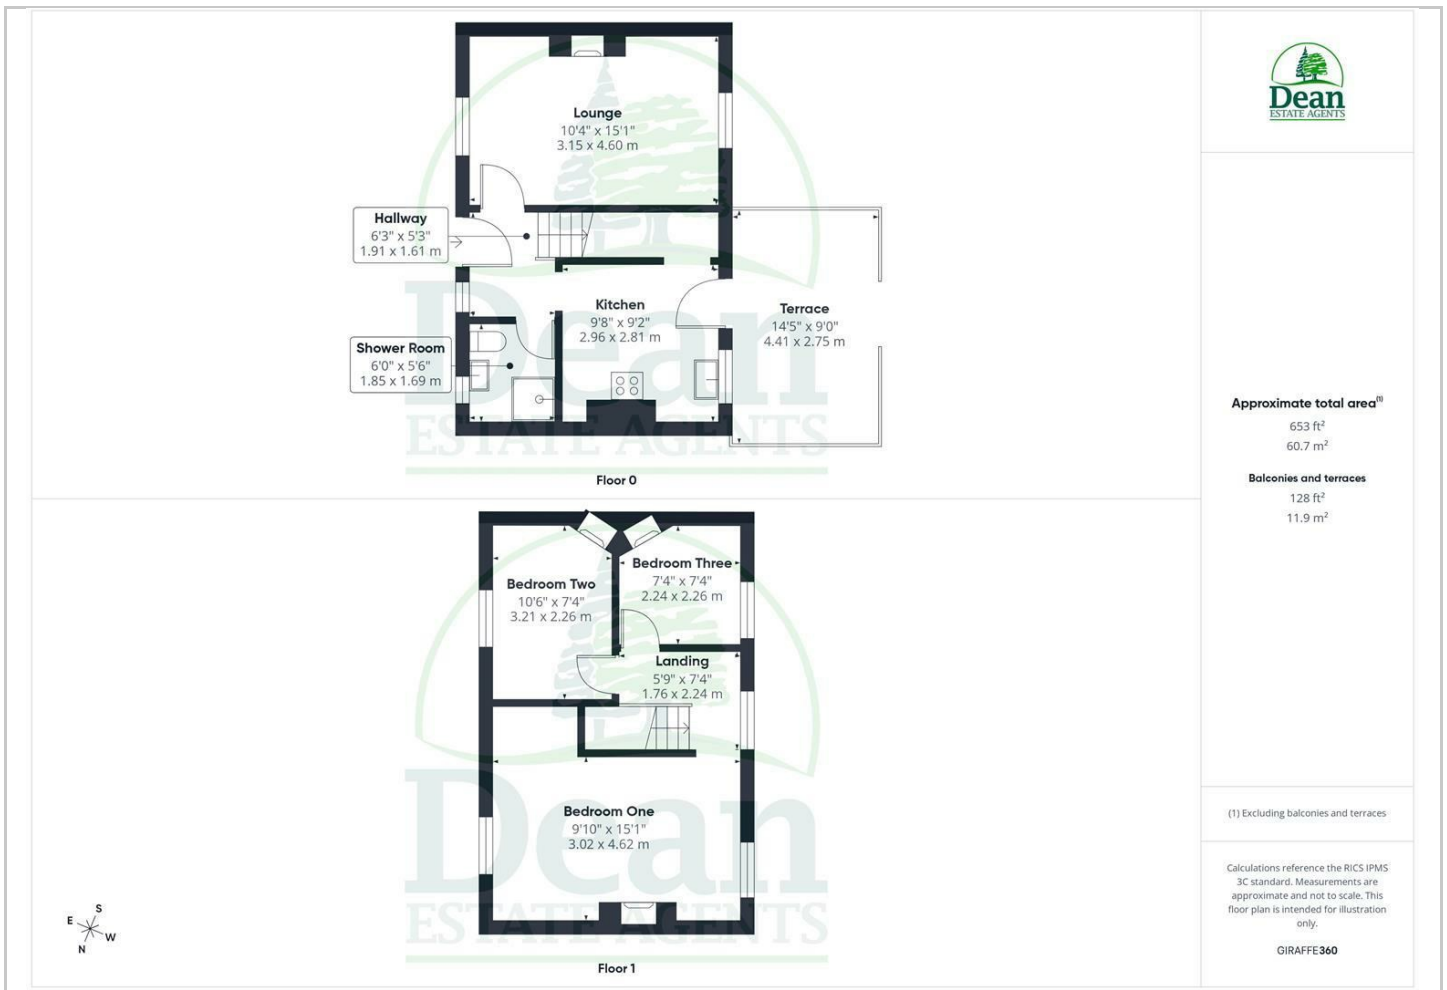 Lounge
10'4" x 15'1"
3.15 x 4.60 m
Hallway
6'3" x 5'3"
1.91 x 1.61 m
Kitchen
9'8" x 9'2"
2.96 x 2.81 m
Terrace
14'5" x 9'0"
4.41 x 2.75 m
Shower Room
6'0" x 5'6"
1.85 x 1.69 m
Dean
ESTATE AGENTS
Floor 0
Bedroom Two
10'6" x 7'4"
3.21 x 2.26 m
Bedroom Three
7'4" x 7'4"
2.24 x 2.26 m
Landing
5'9" x 7'4"
1.76 x 2.24 m
Bedroom One
9'10" x 15'1"
3.02 x 4.62 m
Dean
ESTATE AGENTS
Floor 1
S
E
W
N
Dean
ESTATE AGENTS
Approximate total area(1)
653 ft²
60.7 m²
Balconies and terraces
128 ft²
11.9 m²
(1) Excluding balconies and terraces
Calculations reference the RICS IPMS
3C standard. Measurements are
approximate and not to scale. This
floor plan is intended for illustration
only.
GIRAFFE360